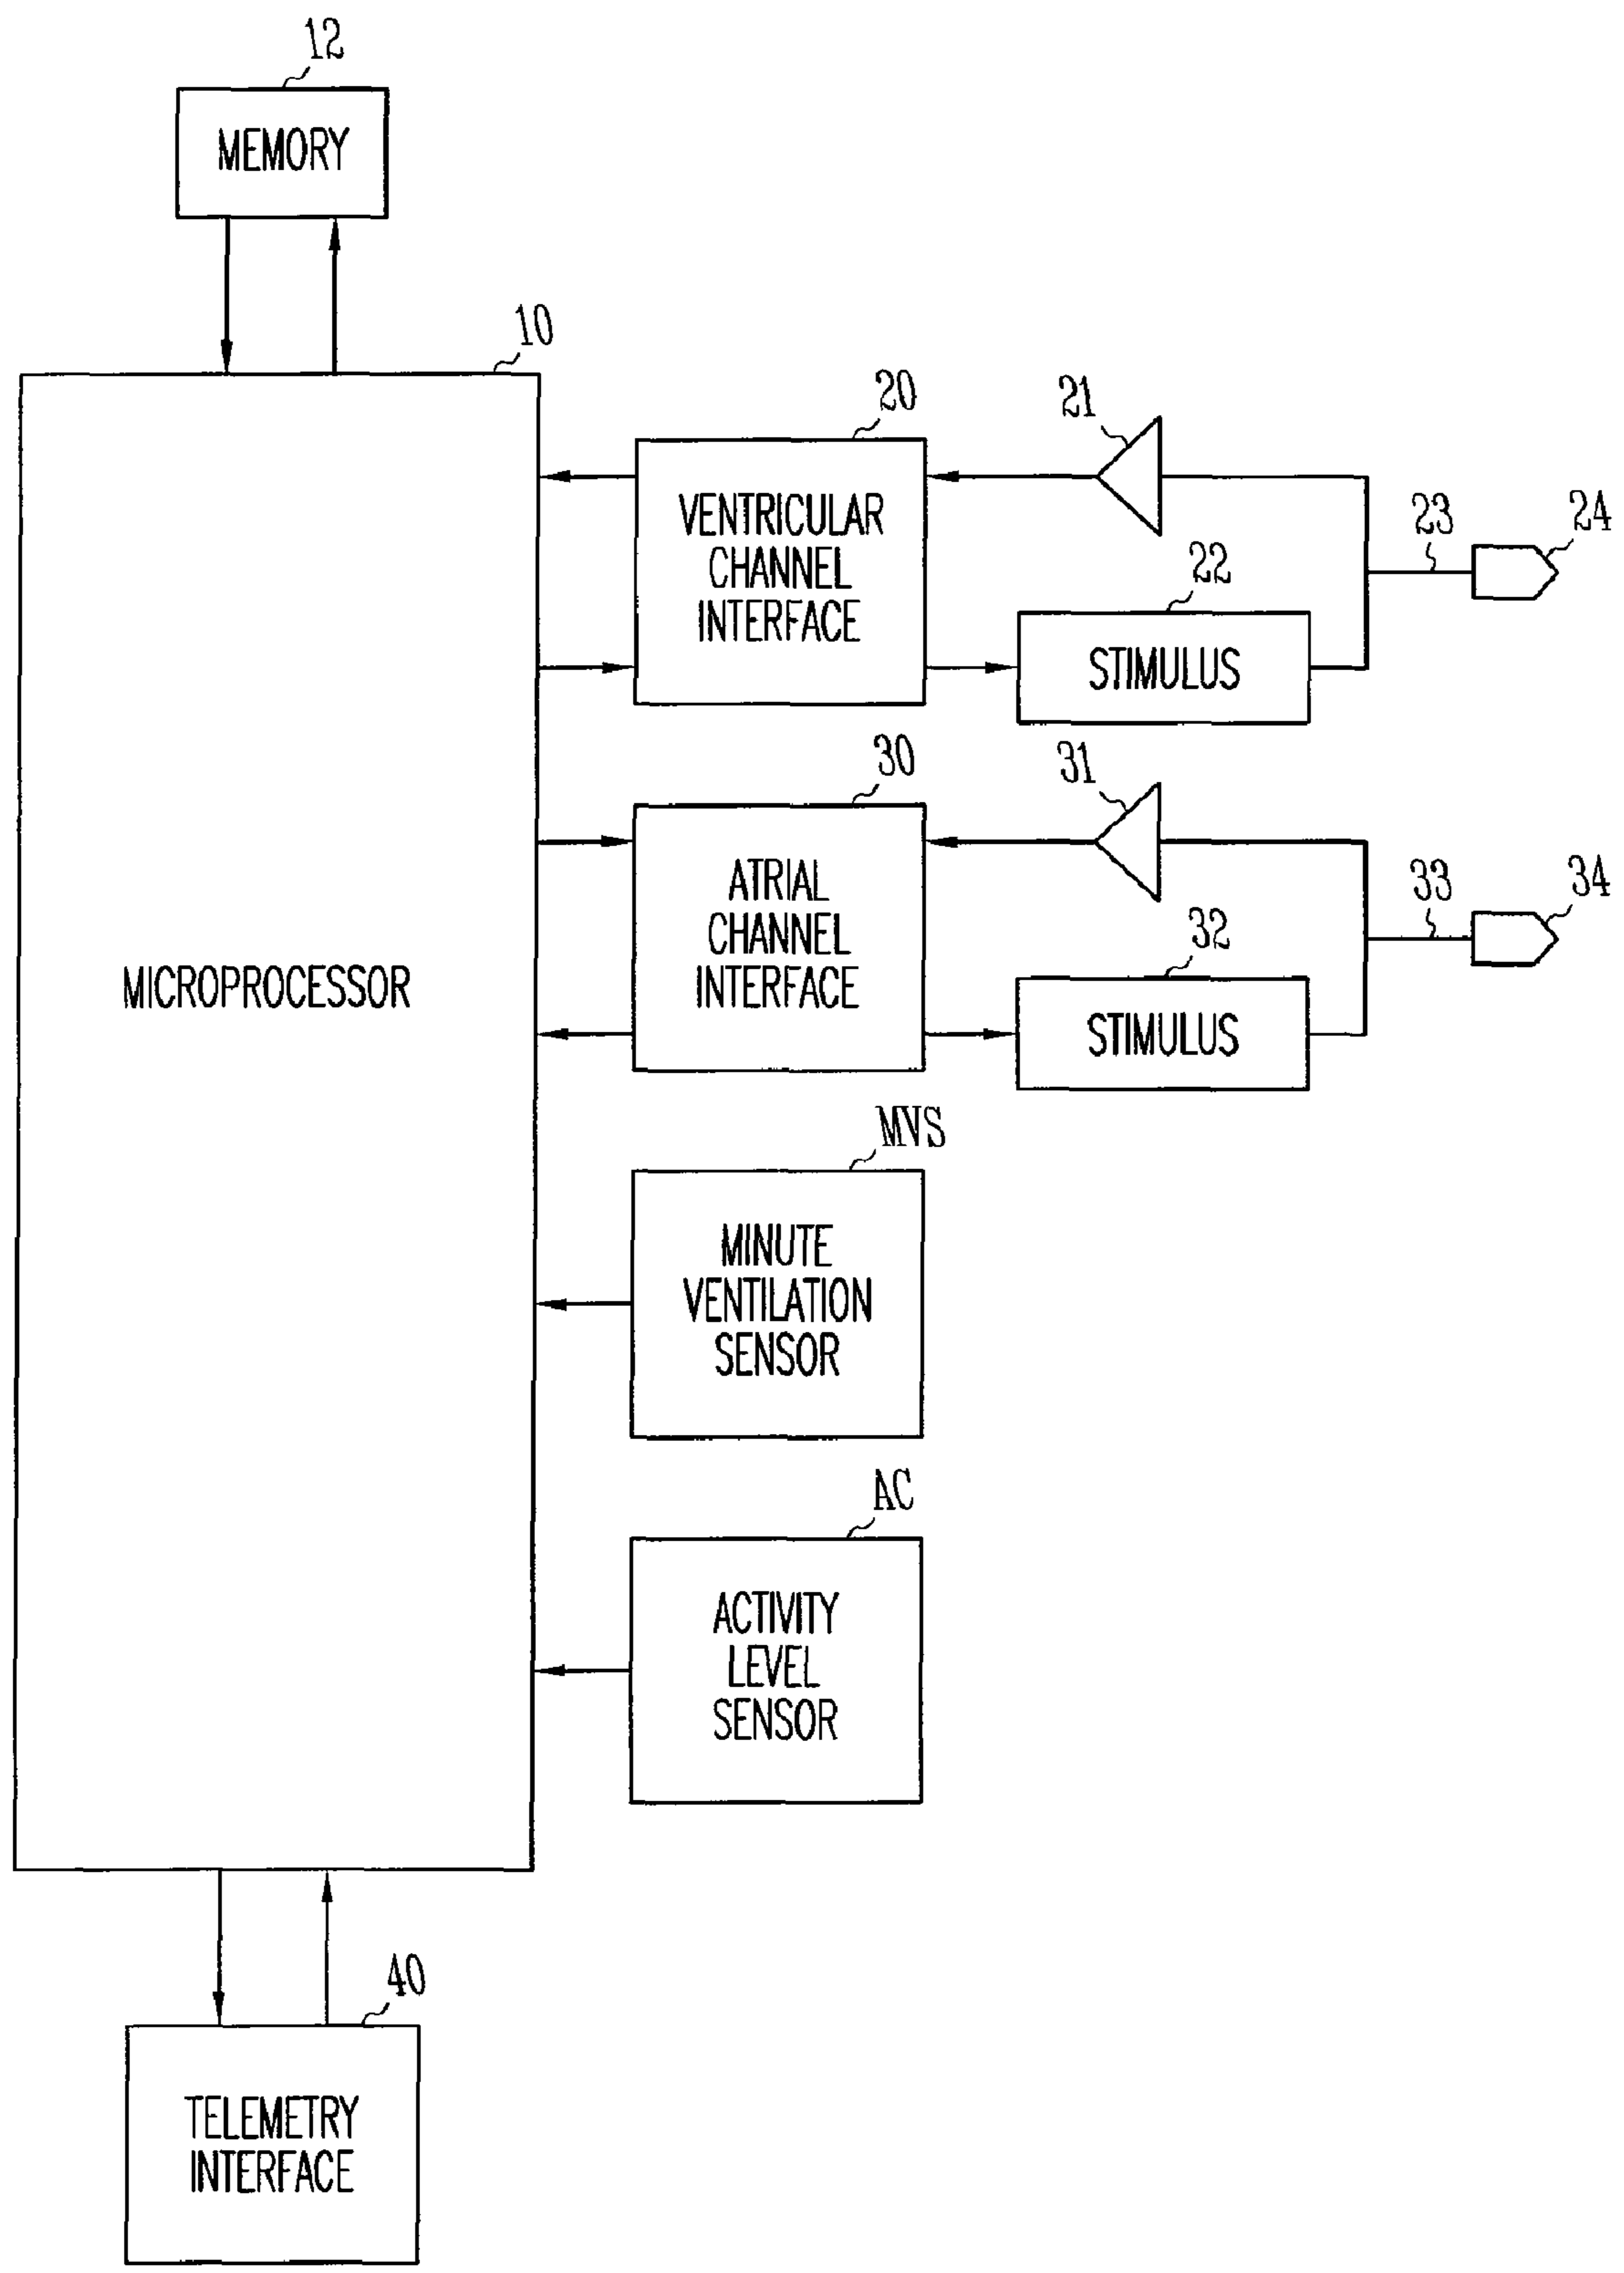 12
MEMORY
10
MICROPROCESSOR
20
VENTRICULAR
CHANNEL
INTERFACE
21
22
STIMULUS
23
24
30
ATRIAL
CHANNEL
INTERFACE
31
32
STIMULUS
33
34
MVS
MINUTE
VENTILATION
SENSOR
AC
ACTIVITY
LEVEL
SENSOR
40
TELEMETRY
INTERFACE